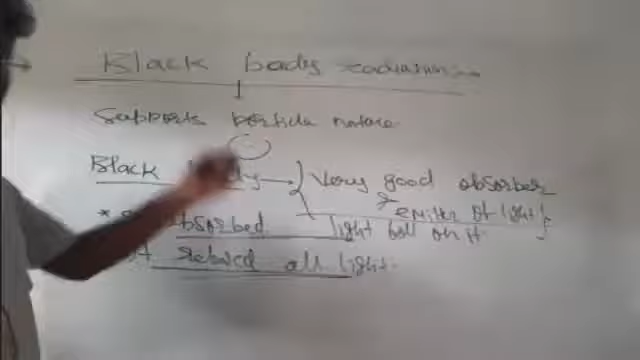 Black body radiation
Supports particle nature
Black body → { Very good absorber
& emitter of light }
* absorbed light fall on it.
all light.